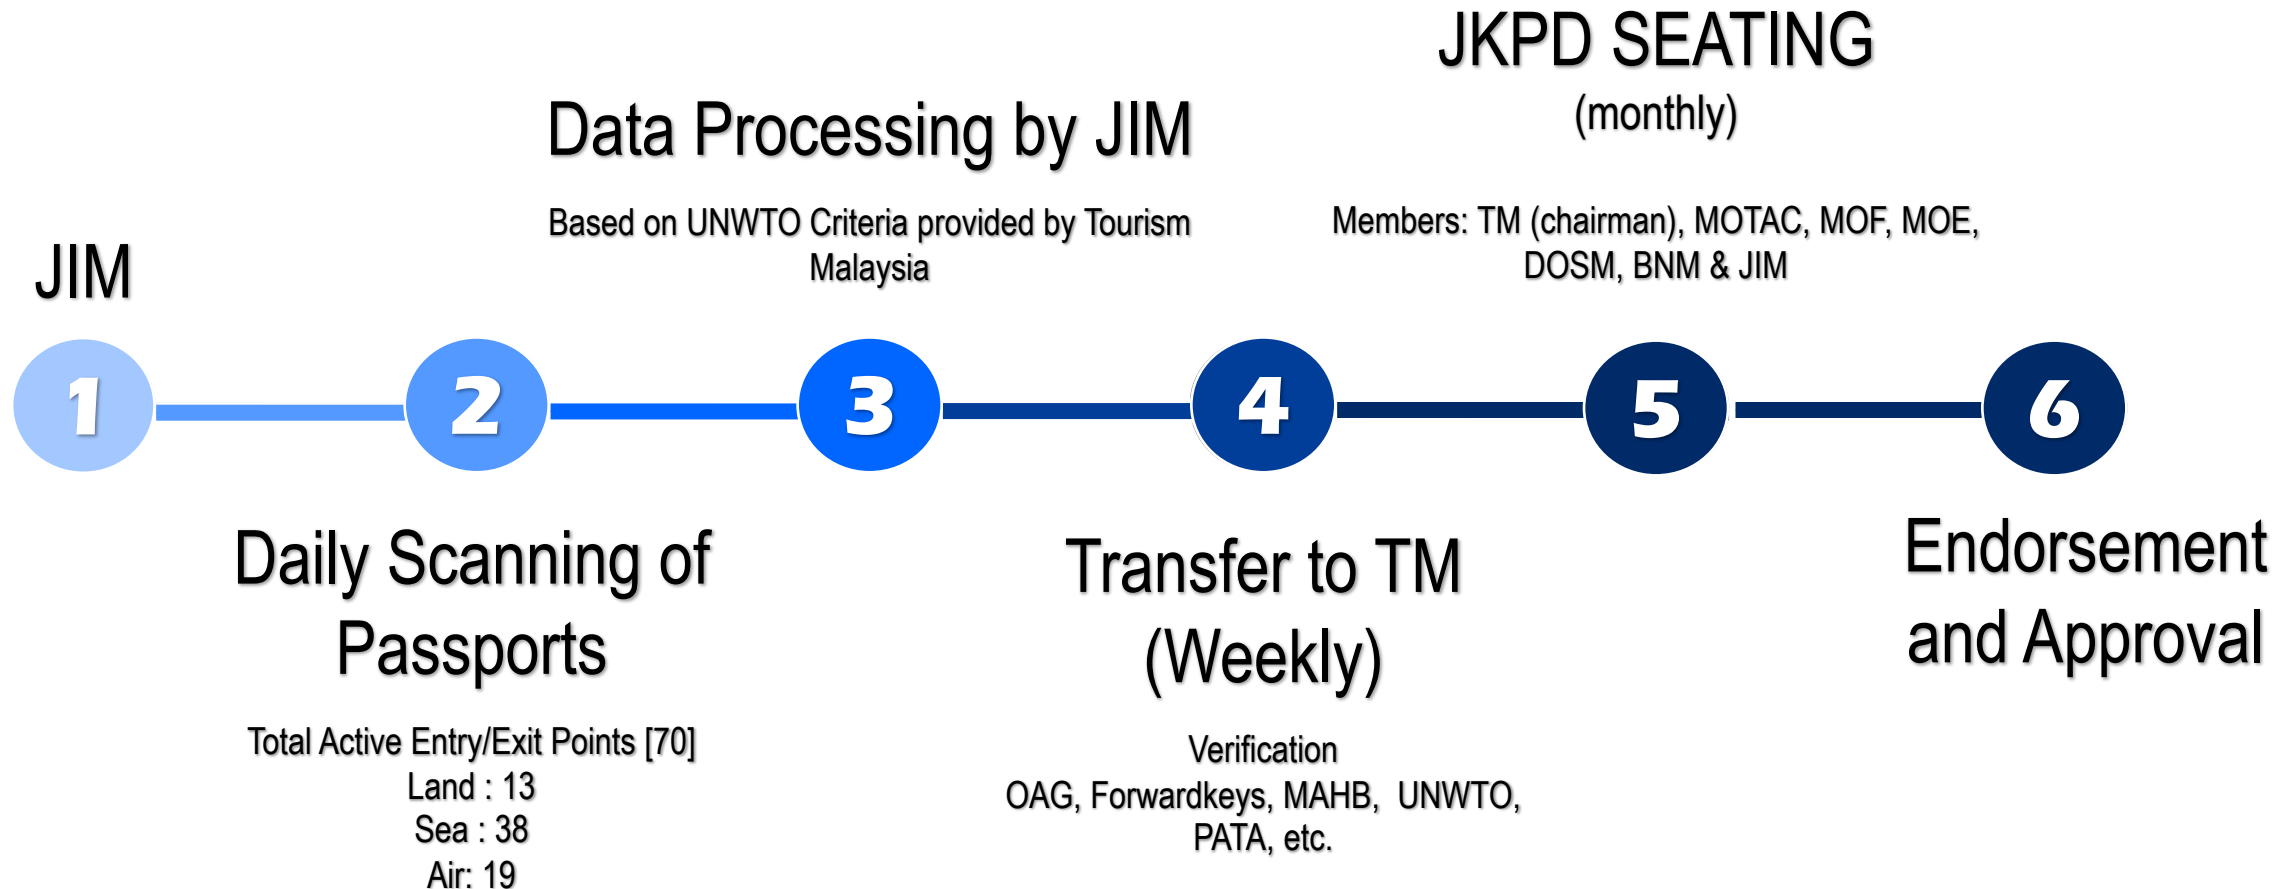 JIM
1
Daily Scanning of
Passports
Total Active Entry/Exit Points [70]
Land : 13
Sea : 38
Air: 19
2
Data Processing by JIM
Based on UNWTO Criteria provided by Tourism
Malaysia
3
Transfer to TM
(Weekly)
Verification
OAG, Forwardkeys, MAHB, UNWTO,
PATA, etc.
4
JKPD SEATING
(monthly)
Members: TM (chairman), MOTAC, MOF, MOE,
DOSM, BNM & JIM
5
6
Endorsement
and Approval